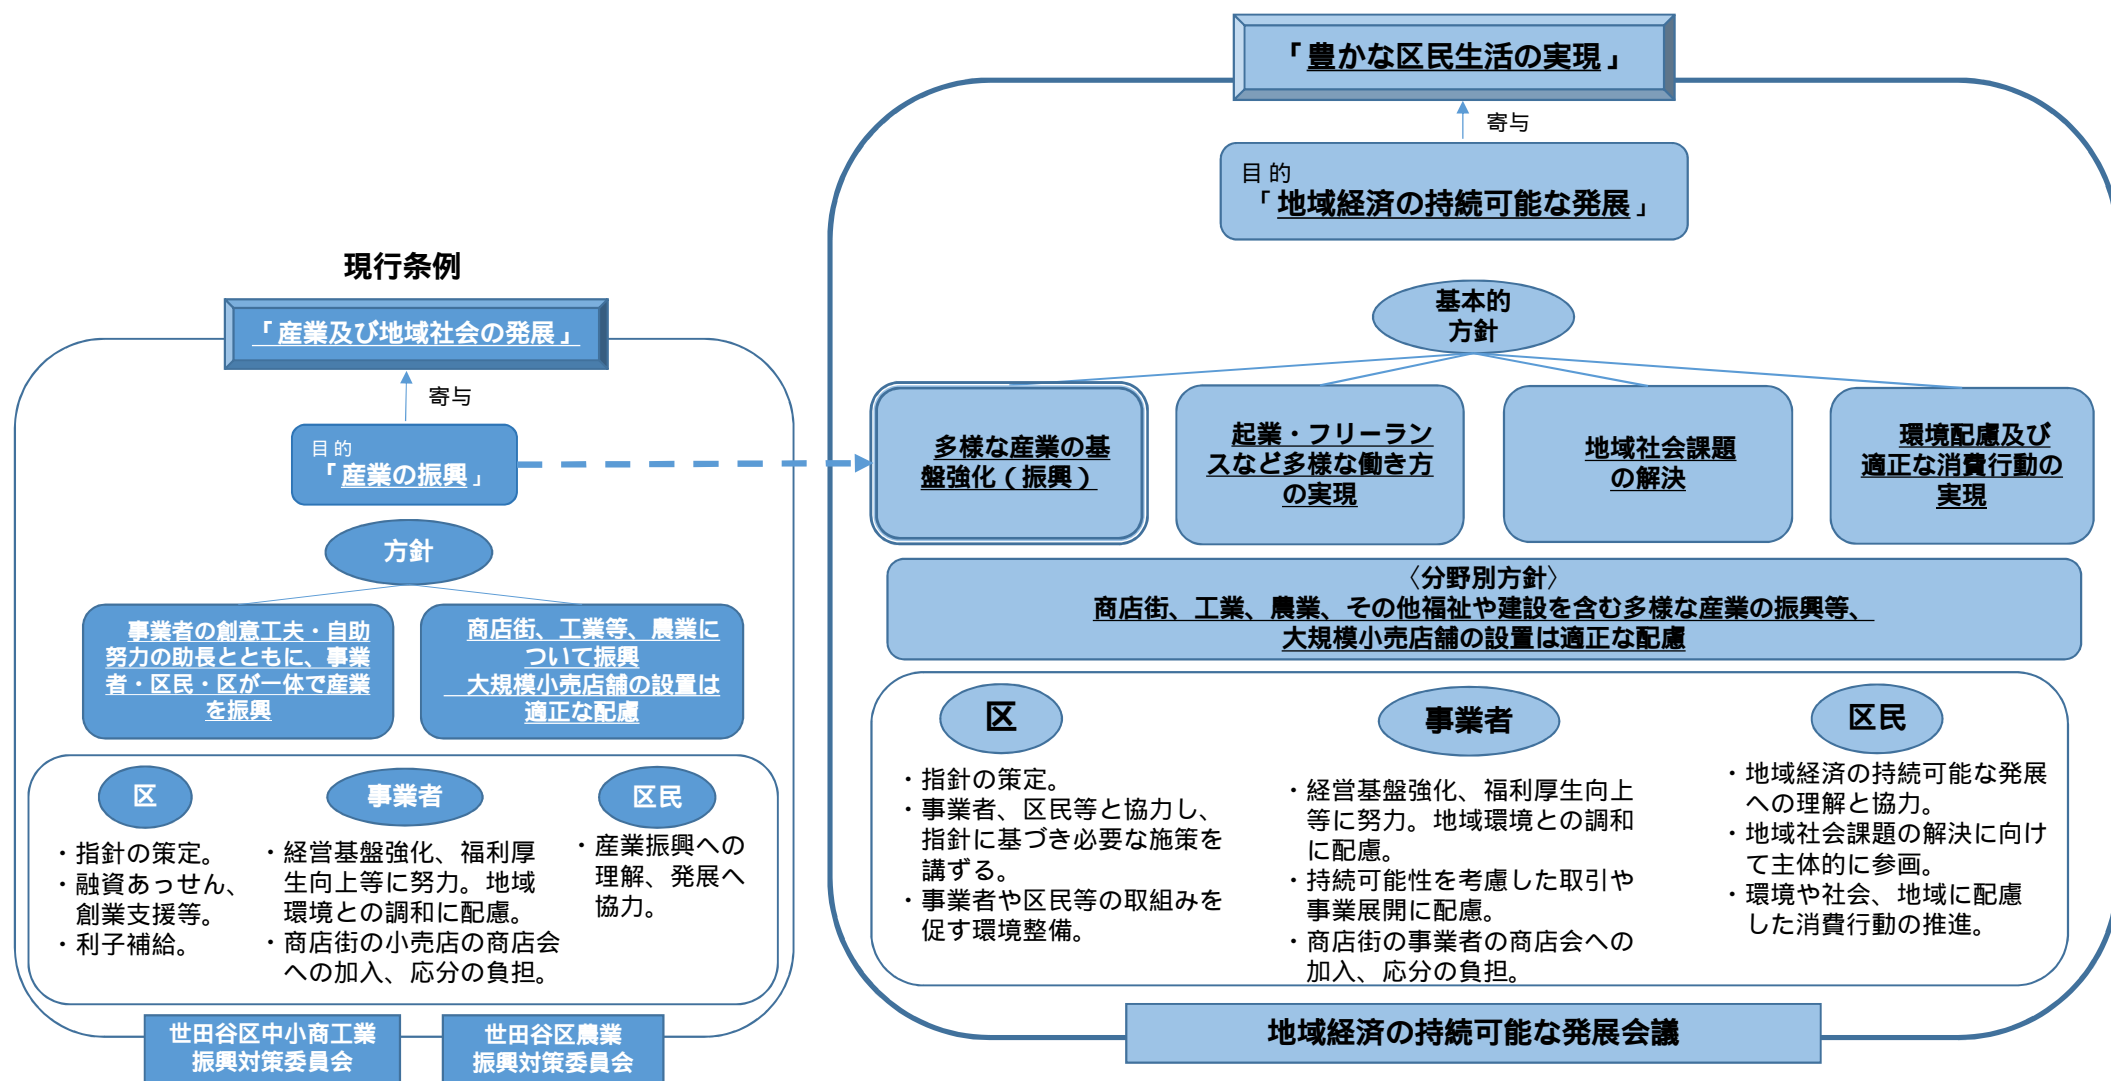 現行条例
「産業及び地域社会の発展」
寄与
目的
「産業の振興」
方針
事業者の創意工夫・自助
努力の助長とともに、事業
者・区民・区が一体で産業
を振興
商店街、工業等、農業に
ついて振興
大規模小売店舗の設置は
適正な配慮
区
・指針の策定。
・融資あっせん、
創業支援等。
・利子補給。
事業者
・経営基盤強化、福利厚
生向上等に努力。地域
環境との調和に配慮。
・商店街の小売店の商店会
への加入、応分の負担。
区民
・産業振興への
理解、発展へ
協力。
世田谷区中小商工業
振興対策委員会
世田谷区農業
振興対策委員会
「豊かな区民生活の実現」
寄与
目的
「地域経済の持続可能な発展」
基本的
方針
多様な産業の基
盤強化（振興）
起業・フリーラン
スなど多様な働き方
の実現
地域社会課題
の解決
環境配慮及び
適正な消費行動の
実現
〈分野別方針〉
商店街、工業、農業、その他福祉や建設を含む多様な産業の振興等、
大規模小売店舗の設置は適正な配慮
区
・指針の策定。
・事業者、区民等と協力し、
指針に基づき必要な施策を
講ずる。
・事業者や区民等の取組みを
促す環境整備。
事業者
・経営基盤強化、福利厚生向上
等に努力。地域環境との調和
に配慮。
・持続可能性を考慮した取引や
事業展開に配慮。
・商店街の事業者の商店会への
加入、応分の負担。
区民
・地域経済の持続可能な発展
への理解と協力。
・地域社会課題の解決に向け
て主体的に参画。
・環境や社会、地域に配慮
した消費行動の推進。
地域経済の持続可能な発展会議